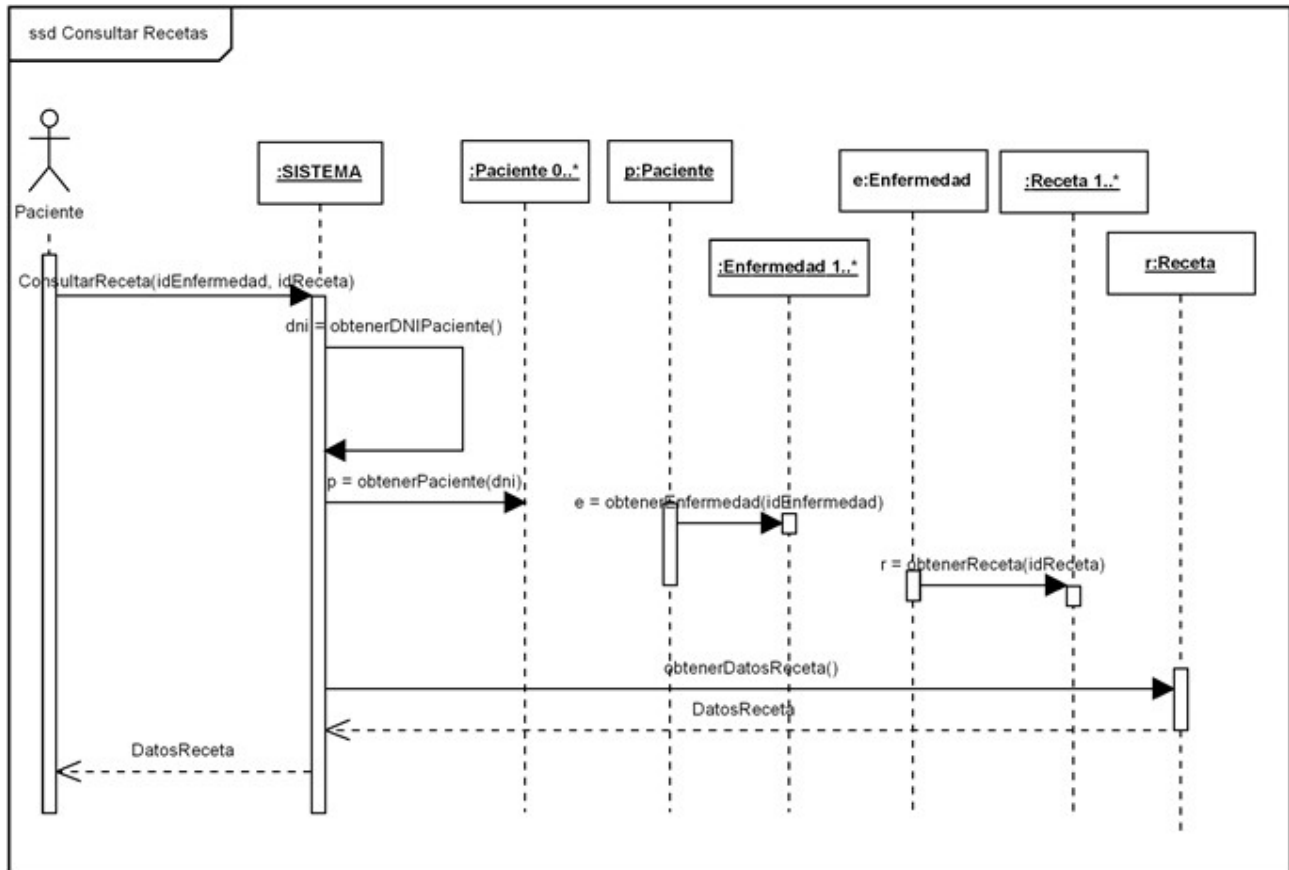 ssd Consultar Recetas
Paciente
:SISTEMA
:Paciente 0..*
p:Paciente
e:Enfermedad
:Receta 1..*
:Enfermedad 1..*
r:Receta
ConsultarReceta(idEnfermedad, idReceta)
dni = obtenerDNIPaciente()
p = obtenerPaciente(dni)
e = obtenerEnfermedad(idEnfermedad)
r = obtenerReceta(idReceta)
obtenerDatosReceta()
DatosReceta
DatosReceta